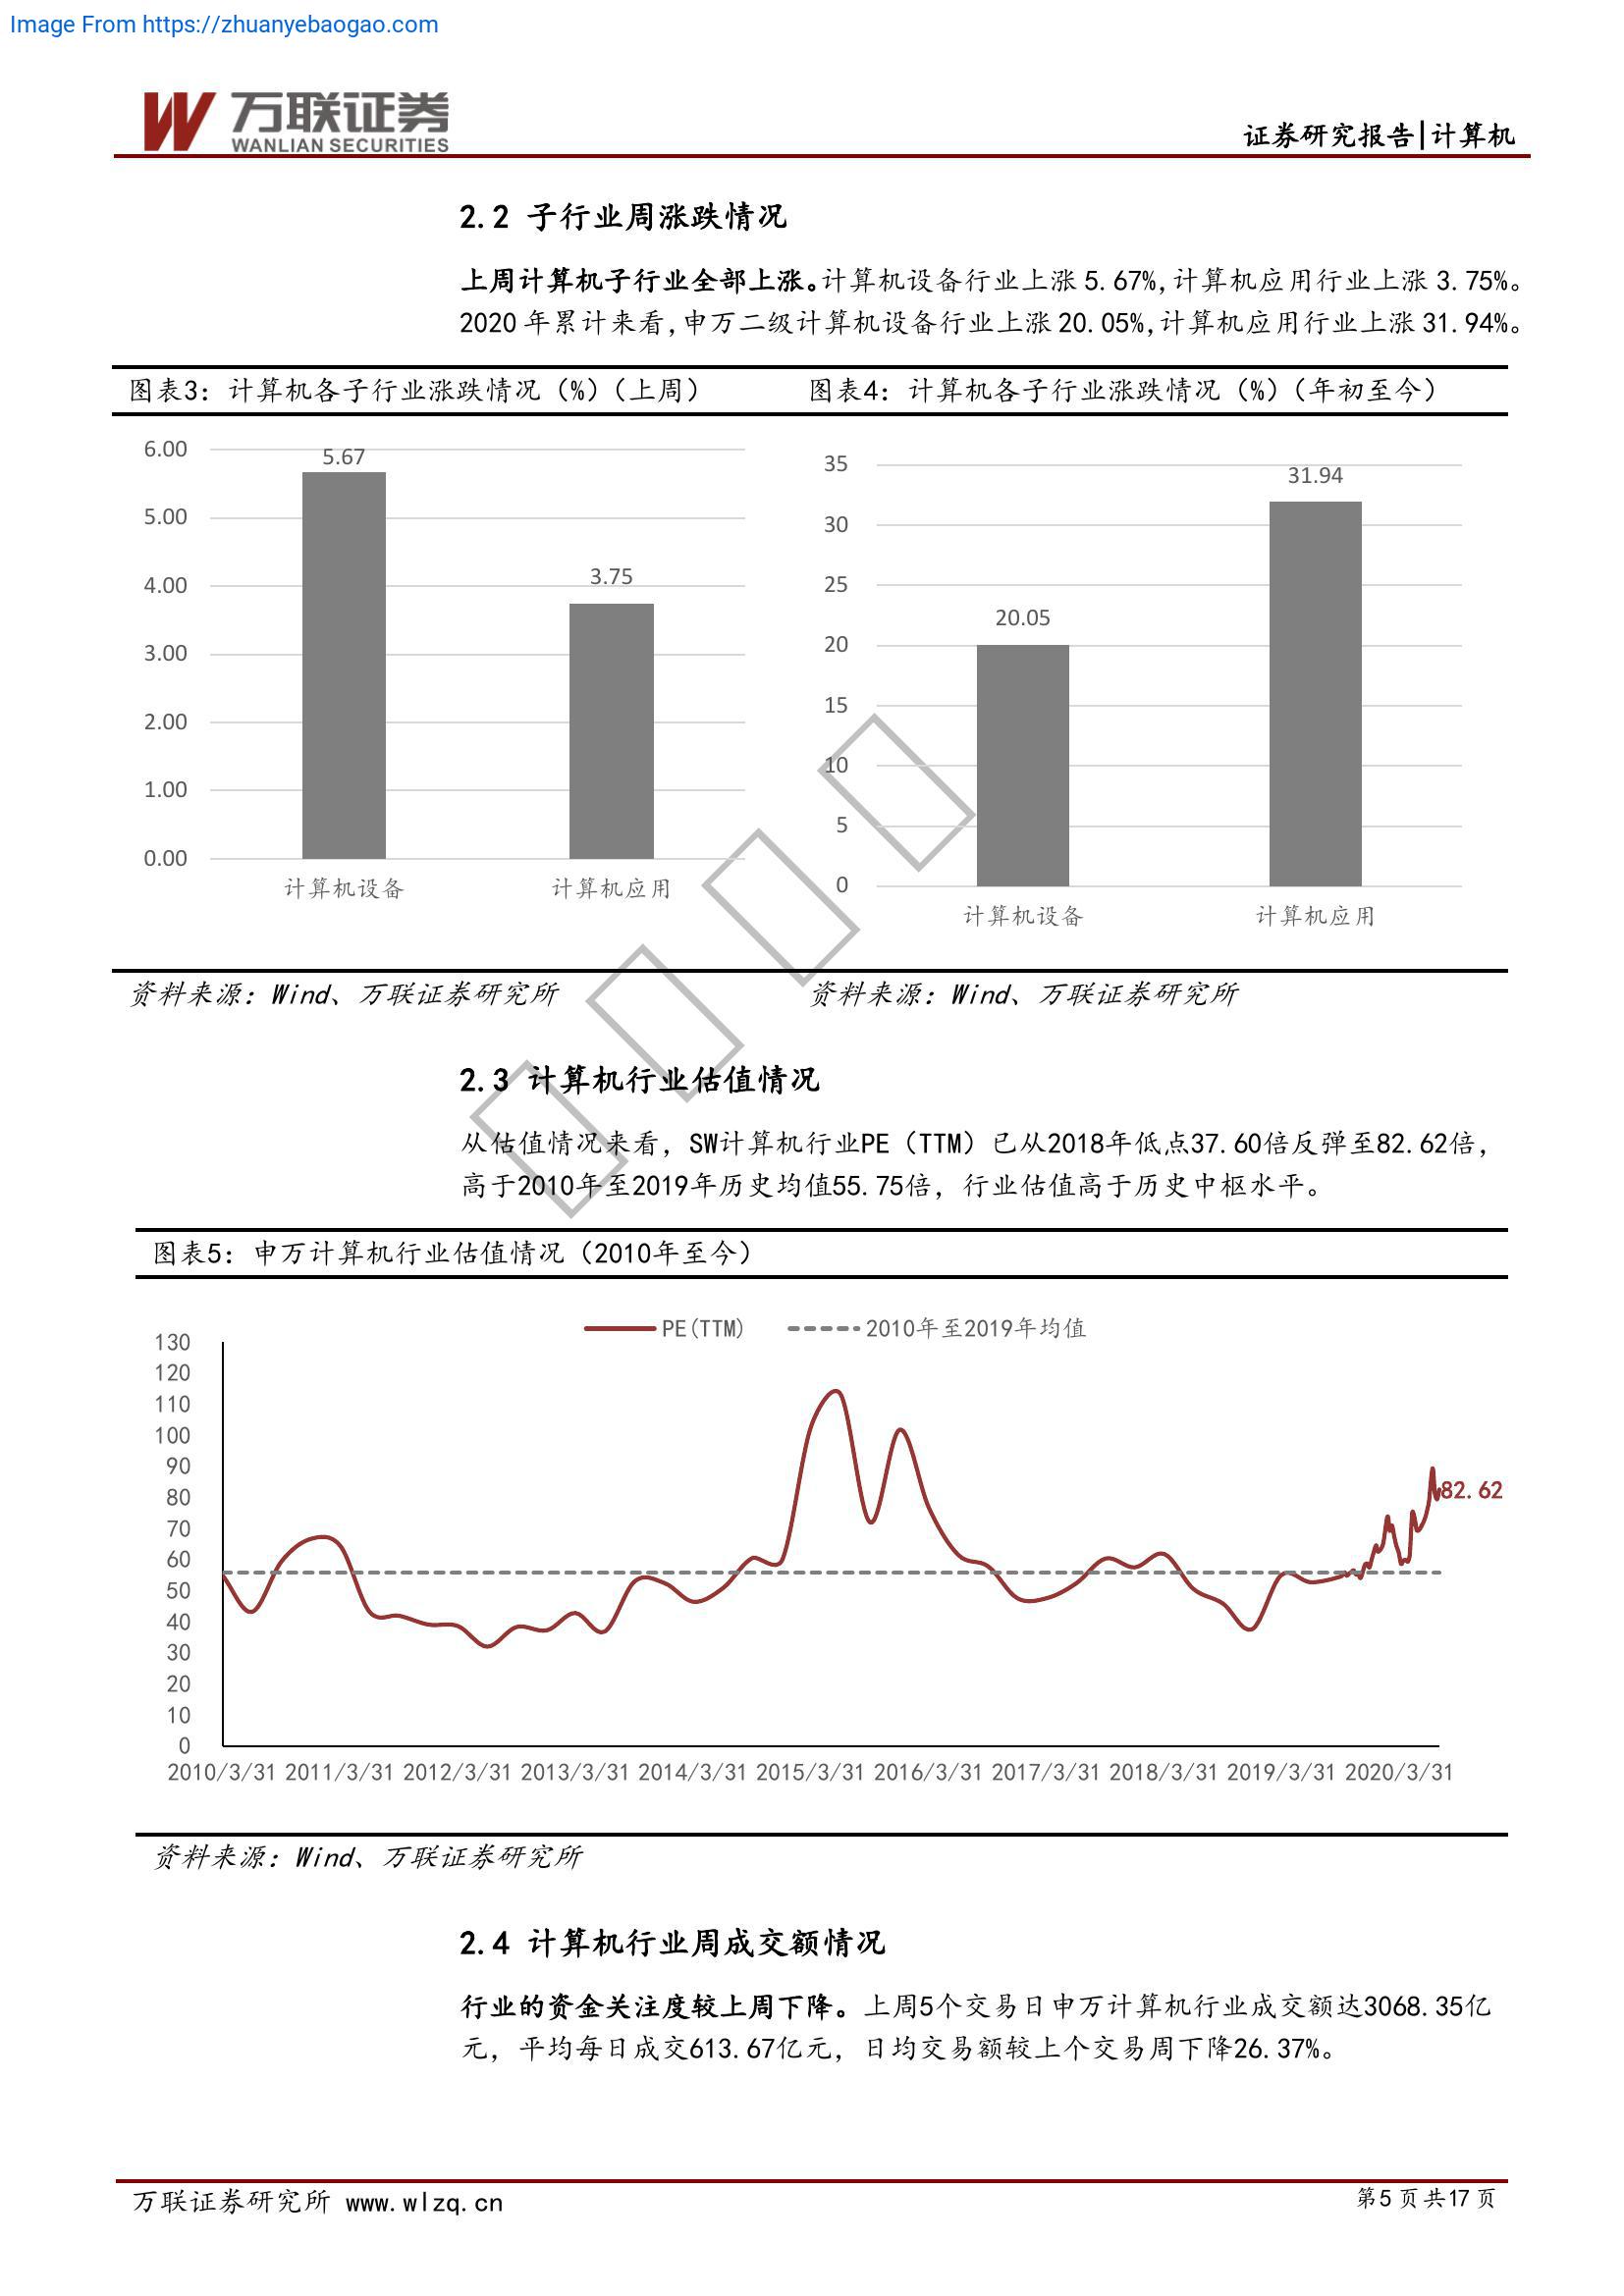 Image From https://zhuanyebaogao.com
万联证券
WANLIAN SECURITIES
证券研究报告|计算机
2.2 子行业周涨跌情况
上周计算机子行业全部上涨。计算机设备行业上涨 5.67%,计算机应用行业上涨 3.75%。
2020 年累计来看,申万二级计算机设备行业上涨 20.05%,计算机应用行业上涨 31.94%。
图表3：计算机各子行业涨跌情况（%）（上周）
6.00
5.00
4.00
3.00
2.00
1.00
0.00
5.67
3.75
计算机设备 计算机应用
资料来源：Wind、万联证券研究所
图表4：计算机各子行业涨跌情况（%）（年初至今）
35
30
25
20
15
10
5
0
20.05
31.94
计算机设备 计算机应用
资料来源：Wind、万联证券研究所
2.3 计算机行业估值情况
从估值情况来看，SW计算机行业PE（TTM）已从2018年低点37.60倍反弹至82.62倍，
高于2010年至2019年历史均值55.75倍，行业估值高于历史中枢水平。
图表5：申万计算机行业估值情况（2010年至今）
PE(TTM) 2010年至2019年均值
130
120
110
100
90
80
70
60
50
40
30
20
10
0
82.62
2010/3/31 2011/3/31 2012/3/31 2013/3/31 2014/3/31 2015/3/31 2016/3/31 2017/3/31 2018/3/31 2019/3/31 2020/3/31
资料来源：Wind、万联证券研究所
2.4 计算机行业周成交额情况
行业的资金关注度较上周下降。上周5个交易日申万计算机行业成交额达3068.35亿
元，平均每日成交613.67亿元，日均交易额较上个交易周下降26.37%。
万联证券研究所 www.wlzq.cn
第5 页 共17 页